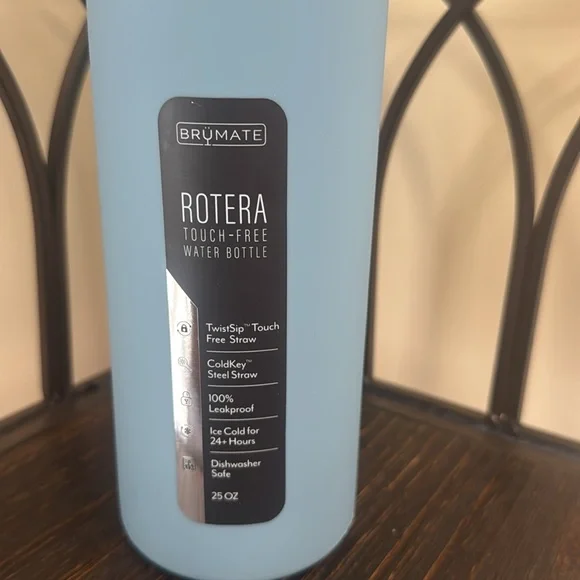 BRÜMATE
ROTERA
TOUCH-FREE
WATER BOTTLE
TwistSip™ Touch
Free Straw
ColdKey™
Steel Straw
100%
Leakproof
Ice Cold for
24+ Hours
Dishwasher
Safe
25 OZ